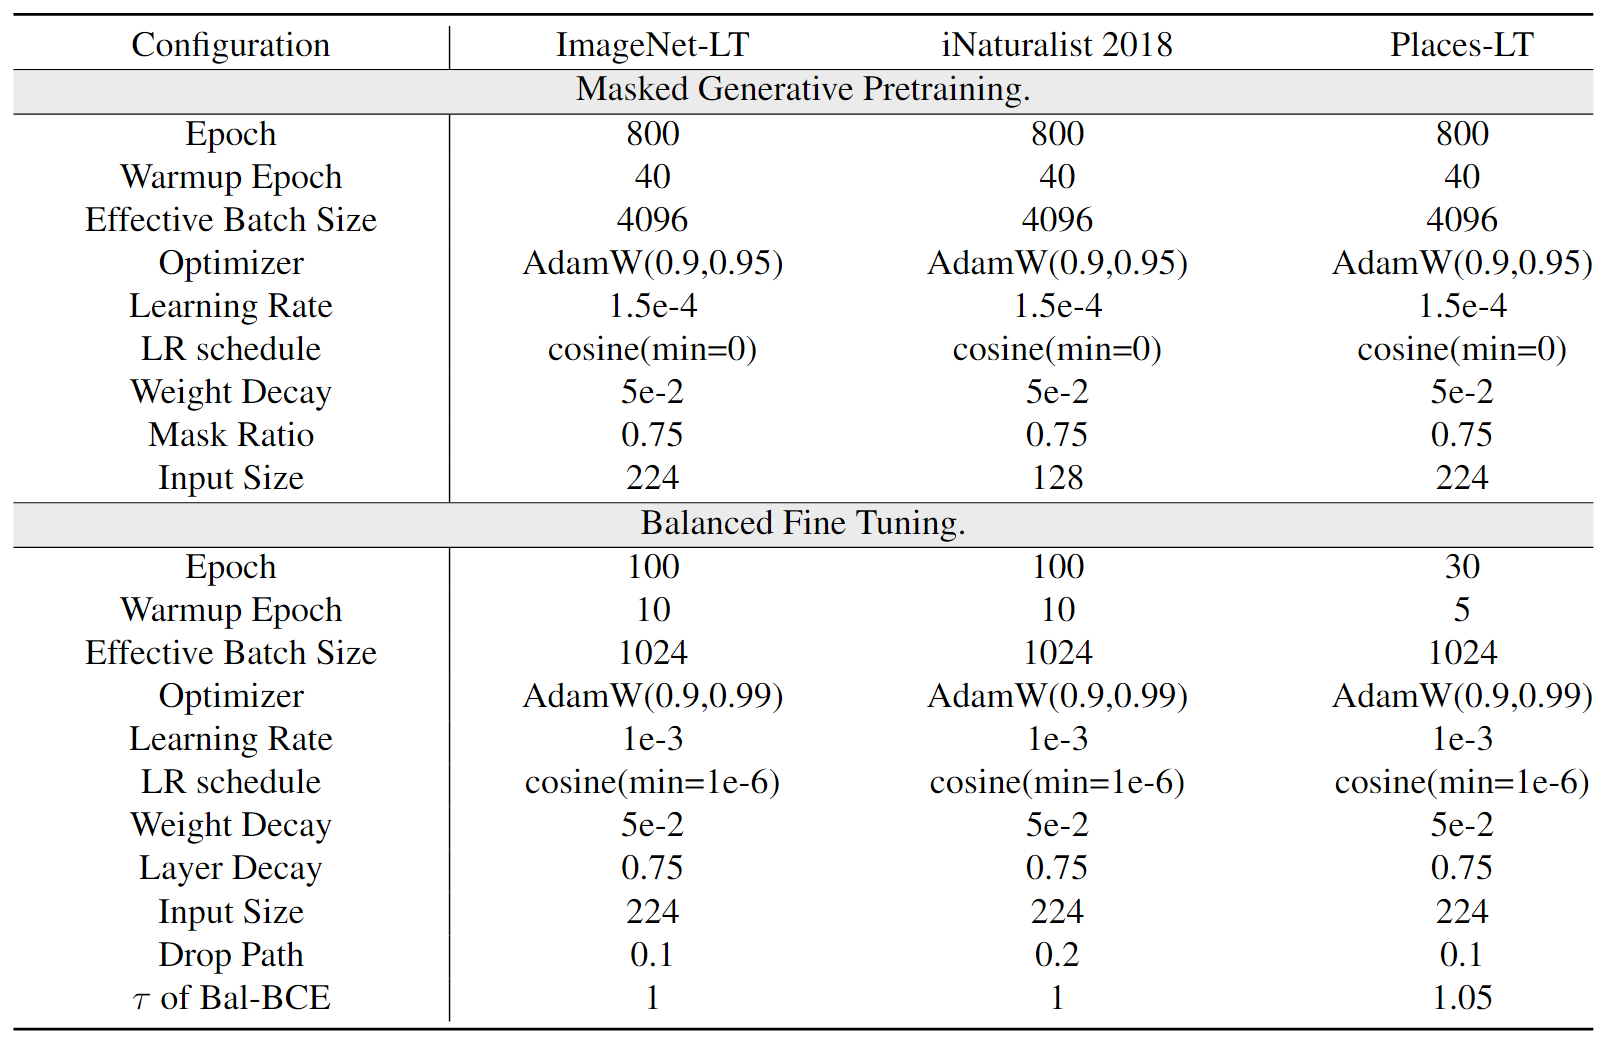 Configuration ImageNet-LT iNaturalist 2018 Places-LT
Masked Generative Pretraining.
Epoch 800 800 800
Warmup Epoch 40 40 40
Effective Batch Size 4096 4096 4096
Optimizer AdamW(0.9,0.95) AdamW(0.9,0.95) AdamW(0.9,0.95)
Learning Rate 1.5e-4 1.5e-4 1.5e-4
LR schedule cosine(min=0) cosine(min=0) cosine(min=0)
Weight Decay 5e-2 5e-2 5e-2
Mask Ratio 0.75 0.75 0.75
Input Size 224 128 224
Balanced Fine Tuning.
Epoch 100 100 30
Warmup Epoch 10 10 5
Effective Batch Size 1024 1024 1024
Optimizer AdamW(0.9,0.99) AdamW(0.9,0.99) AdamW(0.9,0.99)
Learning Rate 1e-3 1e-3 1e-3
LR schedule cosine(min=1e-6) cosine(min=1e-6) cosine(min=1e-6)
Weight Decay 5e-2 5e-2 5e-2
Layer Decay 0.75 0.75 0.75
Input Size 224 224 224
Drop Path 0.1 0.2 0.1
τ of Bal-BCE 1 1 1.05